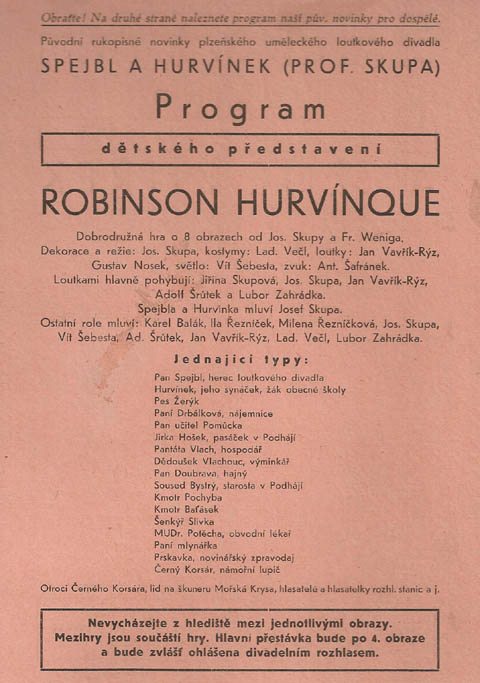 Obraťte! Na druhé straně naleznete program naší pův. novinky pro dospělé.
Původní rukopisné novinky plzeňského uměleckého loutkového divadla
SPEJBL A HURVÍNEK (PROF. SKUPA)
Program
dětského představení
ROBINSON HURVÍNQUE
Dobrodružná hra o 8 obrazech od Jos. Skupy a Fr. Weniga,
Dekorace a režie: Jos. Skupa, kostymy: Lad. Večl, loutky: Jan Vavřík-Rýz,
Gustav Nosek, světlo: Vít Šebesta, zvuk: Ant. Šafránek.
Loutkami hlavně pohybují: Jiřina Skupová, Jos. Skupa, Jan Vavřík-Rýz,
Adolf Šrůtek a Lubor Zahrádka.
Spejbla a Hurvínka mluví Josef Skupa.
Ostatní role mluví: Karel Balák, Ila Řezníček, Milena Řezníčková, Jos. Skupa,
Vít Šebesta, Ad. Šrůtek, Jan Vavřík-Rýz, Lad. Večl, Lubor Zahrádka.
Jednající typy:
Pan Spejbl, herec loutkového divadla
Hurvínek, jeho synáček, žák obecné školy
Pes Žerýk
Paní Drbálková, nájemnice
Pan učitel Pomůcka
Jirka Hošek, pasáček v Podhájí
Pantáta Vlach, hospodář
Dědoušek Vlachouc, výminkář
Pan Doubrava, hajný
Soused Bystrý, starosta v Podhájí
Kmotr Pochyba
Kmotr Baťásek
Šenkýř Slivka
MUDr. Potěcha, obvodní lékař
Paní mlynářka
Prskavka, novinářský zpravodaj
Černý Korsár, námořní lupič
Otroci Černého Korsára, lid na škuneru Mořská Krysa, hlasatelé a hlasatelky rozhl. stanic a j.
Nevycházejte z hlediště mezi jednotlivými obrazy.
Mezihry jsou součástí hry. Hlavní přestávka bude po 4. obraze
a bude zvlášť ohlášena divadelním rozhlasem.